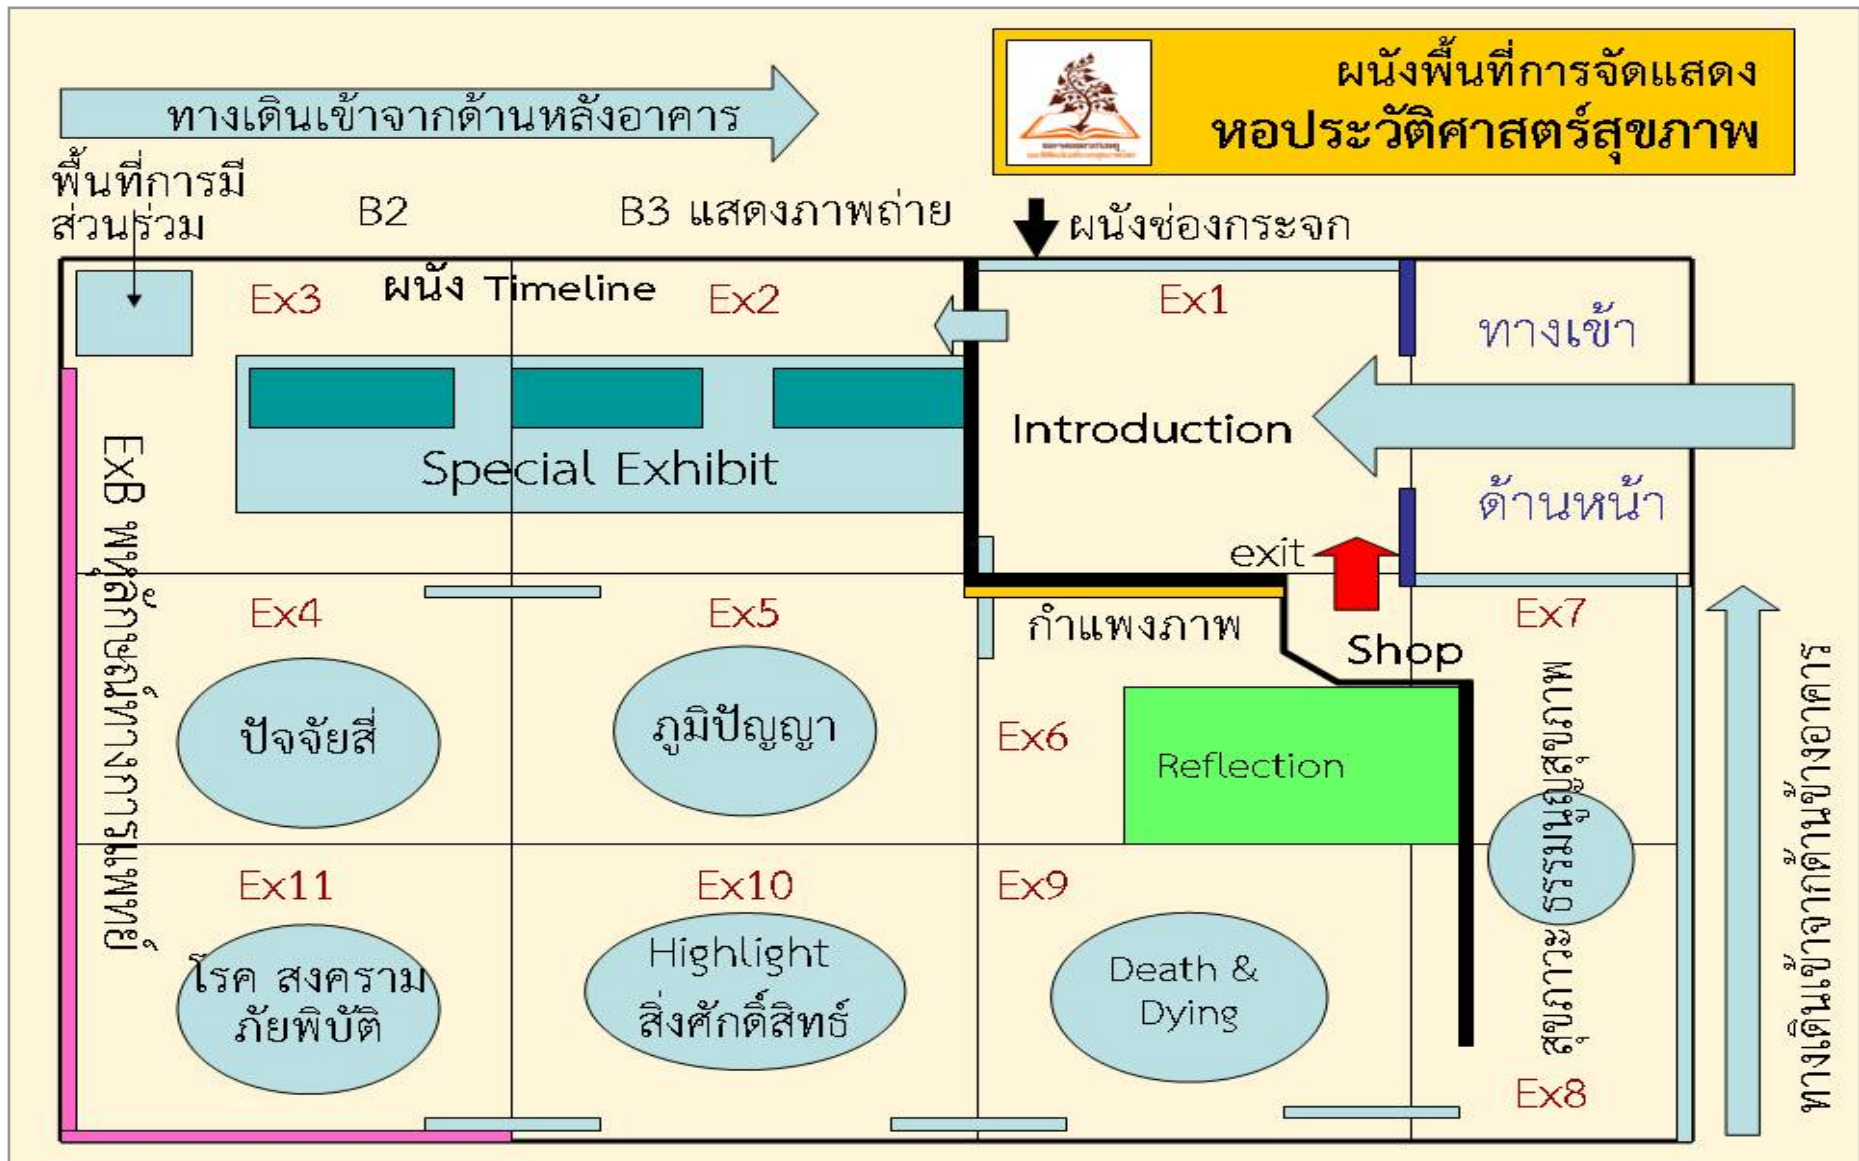 ผนังพื้นที่การจัดแสดง
หอประวัติศาสตร์สุขภาพ
ทางเดินเข้าจากด้านหลังอาคาร
พื้นที่การมี
ส่วนร่วม
B2
B3 แสดงภาพถ่าย
ผนังช่องกระจก
Ex3
ผนัง Timeline
Ex2
Ex1
ทางเข้า
ด้านหน้า
Introduction
Special Exhibit
exit
ExB พหุลักษณ์ทางการแพทย์
Ex4
Ex5
กำแพงภาพ
Shop
Ex7
ปัจจัยสี่
ภูมิปัญญา
Ex6
Reflection
สุขภาวะ ธรรมนูญสุขภาพ
ทางเดินเข้าจากด้านข้างอาคาร
Ex11
Ex10
Ex9
โรค สงคราม
ภัยพิบัติ
Highlight
สิ่งศักดิ์สิทธ์
Death &
Dying
Ex8